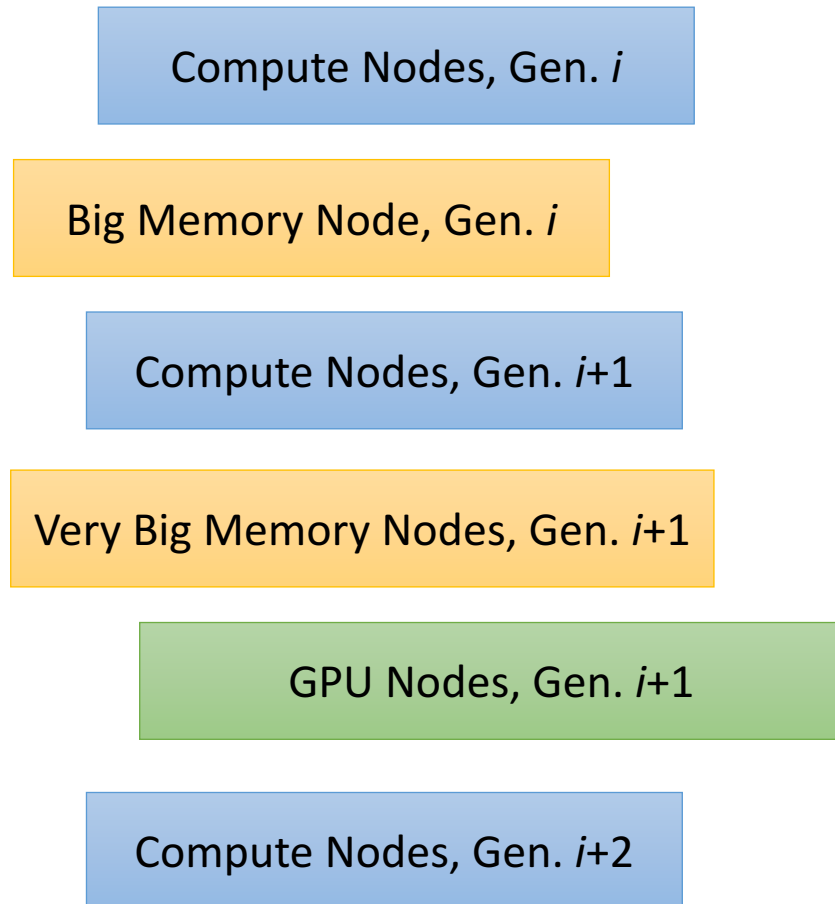 Compute Nodes, Gen. i
Big Memory Node, Gen. i
Compute Nodes, Gen. i+1
Very Big Memory Nodes, Gen. i+1
GPU Nodes, Gen. i+1
Compute Nodes, Gen. i+2